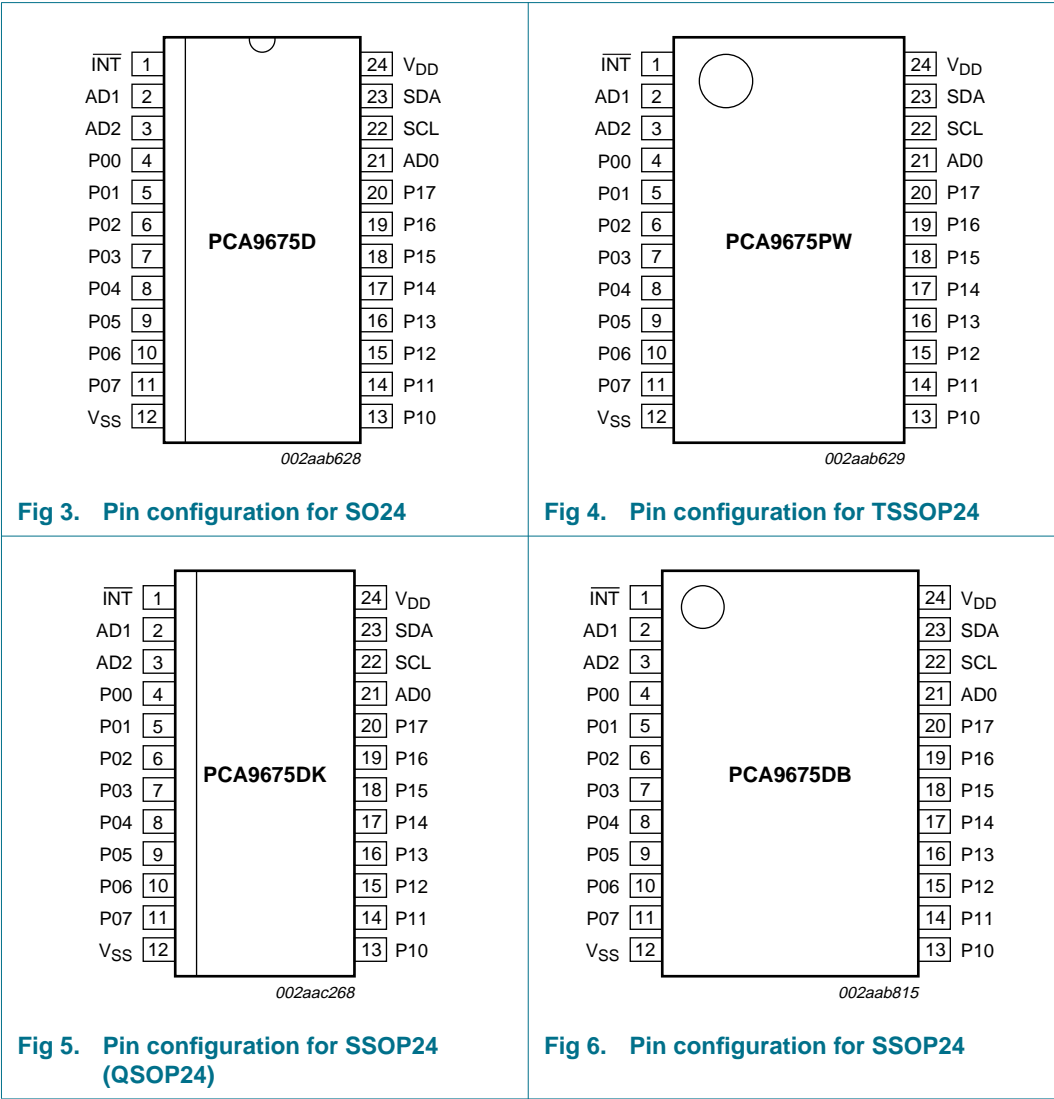 INT 1 24 VDD
AD1 2 23 SDA
AD2 3 22 SCL
P00 4 21 AD0
P01 5 20 P17
P02 6 19 P16
P03 7 18 P15
P04 8 17 P14
P05 9 16 P13
P06 10 15 P12
P07 11 14 P11
VSS 12 13 P10
PCA9675D
002aab628
Fig 3. Pin configuration for SO24
INT 1 24 VDD
AD1 2 23 SDA
AD2 3 22 SCL
P00 4 21 AD0
P01 5 20 P17
P02 6 19 P16
P03 7 18 P15
P04 8 17 P14
P05 9 16 P13
P06 10 15 P12
P07 11 14 P11
VSS 12 13 P10
PCA9675PW
002aab629
Fig 4. Pin configuration for TSSOP24
INT 1 24 VDD
AD1 2 23 SDA
AD2 3 22 SCL
P00 4 21 AD0
P01 5 20 P17
P02 6 19 P16
P03 7 18 P15
P04 8 17 P14
P05 9 16 P13
P06 10 15 P12
P07 11 14 P11
VSS 12 13 P10
PCA9675DK
002aac268
Fig 5. Pin configuration for SSOP24
(QSOP24)
INT 1 24 VDD
AD1 2 23 SDA
AD2 3 22 SCL
P00 4 21 AD0
P01 5 20 P17
P02 6 19 P16
P03 7 18 P15
P04 8 17 P14
P05 9 16 P13
P06 10 15 P12
P07 11 14 P11
VSS 12 13 P10
PCA9675DB
002aab815
Fig 6. Pin configuration for SSOP24